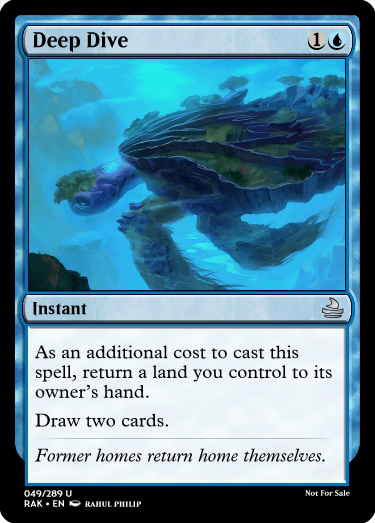 Deep Dive 1
Instant
As an additional cost to cast this
spell, return a land you control to its
owner's hand.
Draw two cards.
Former homes return home themselves.
049/289 U Not For Sale
RAK • EN RAHUL PHILIP